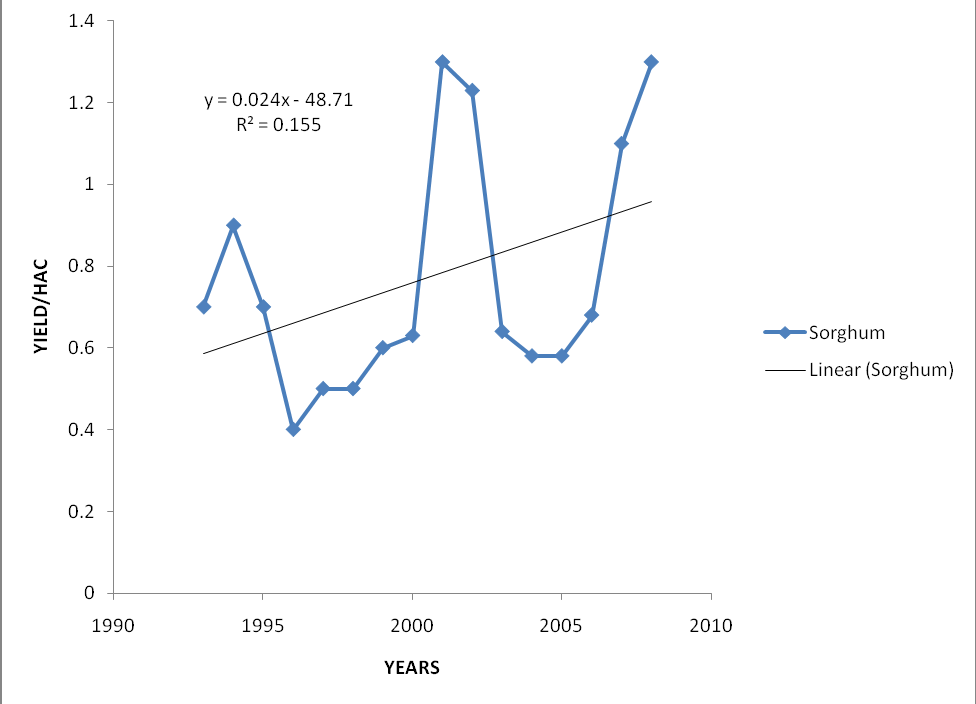 1.4
1.2
1
0.8
0.6
0.4
0.2
0
y = 0.024x - 48.71
R² = 0.155
YIELD/HAC
1990
1995
2000
2005
2010
YEARS
Sorghum
Linear (Sorghum)